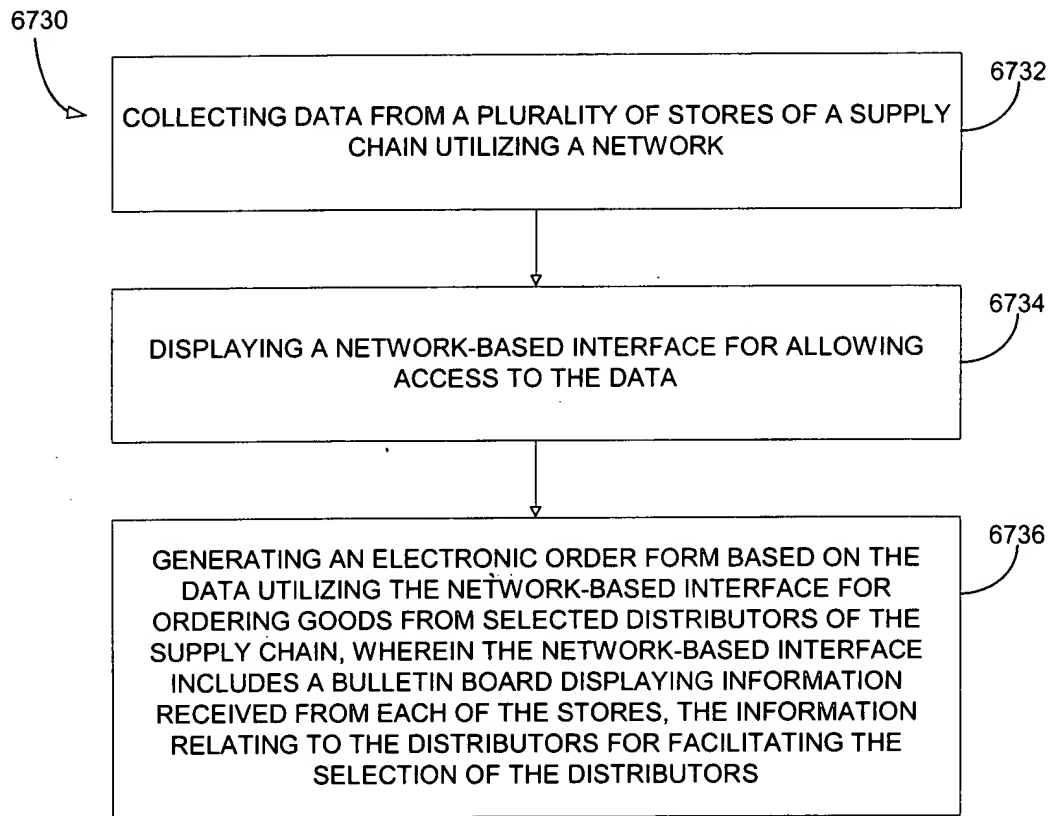 6730
6732
COLLECTING DATA FROM A PLURALITY OF STORES OF A SUPPLY
CHAIN UTILIZING A NETWORK
6734
DISPLAYING A NETWORK-BASED INTERFACE FOR ALLOWING
ACCESS TO THE DATA
6736
GENERATING AN ELECTRONIC ORDER FORM BASED ON THE
DATA UTILIZING THE NETWORK-BASED INTERFACE FOR
ORDERING GOODS FROM SELECTED DISTRIBUTORS OF THE
SUPPLY CHAIN, WHEREIN THE NETWORK-BASED INTERFACE
INCLUDES A BULLETIN BOARD DISPLAYING INFORMATION
RECEIVED FROM EACH OF THE STORES, THE INFORMATION
RELATING TO THE DISTRIBUTORS FOR FACILITATING THE
SELECTION OF THE DISTRIBUTORS